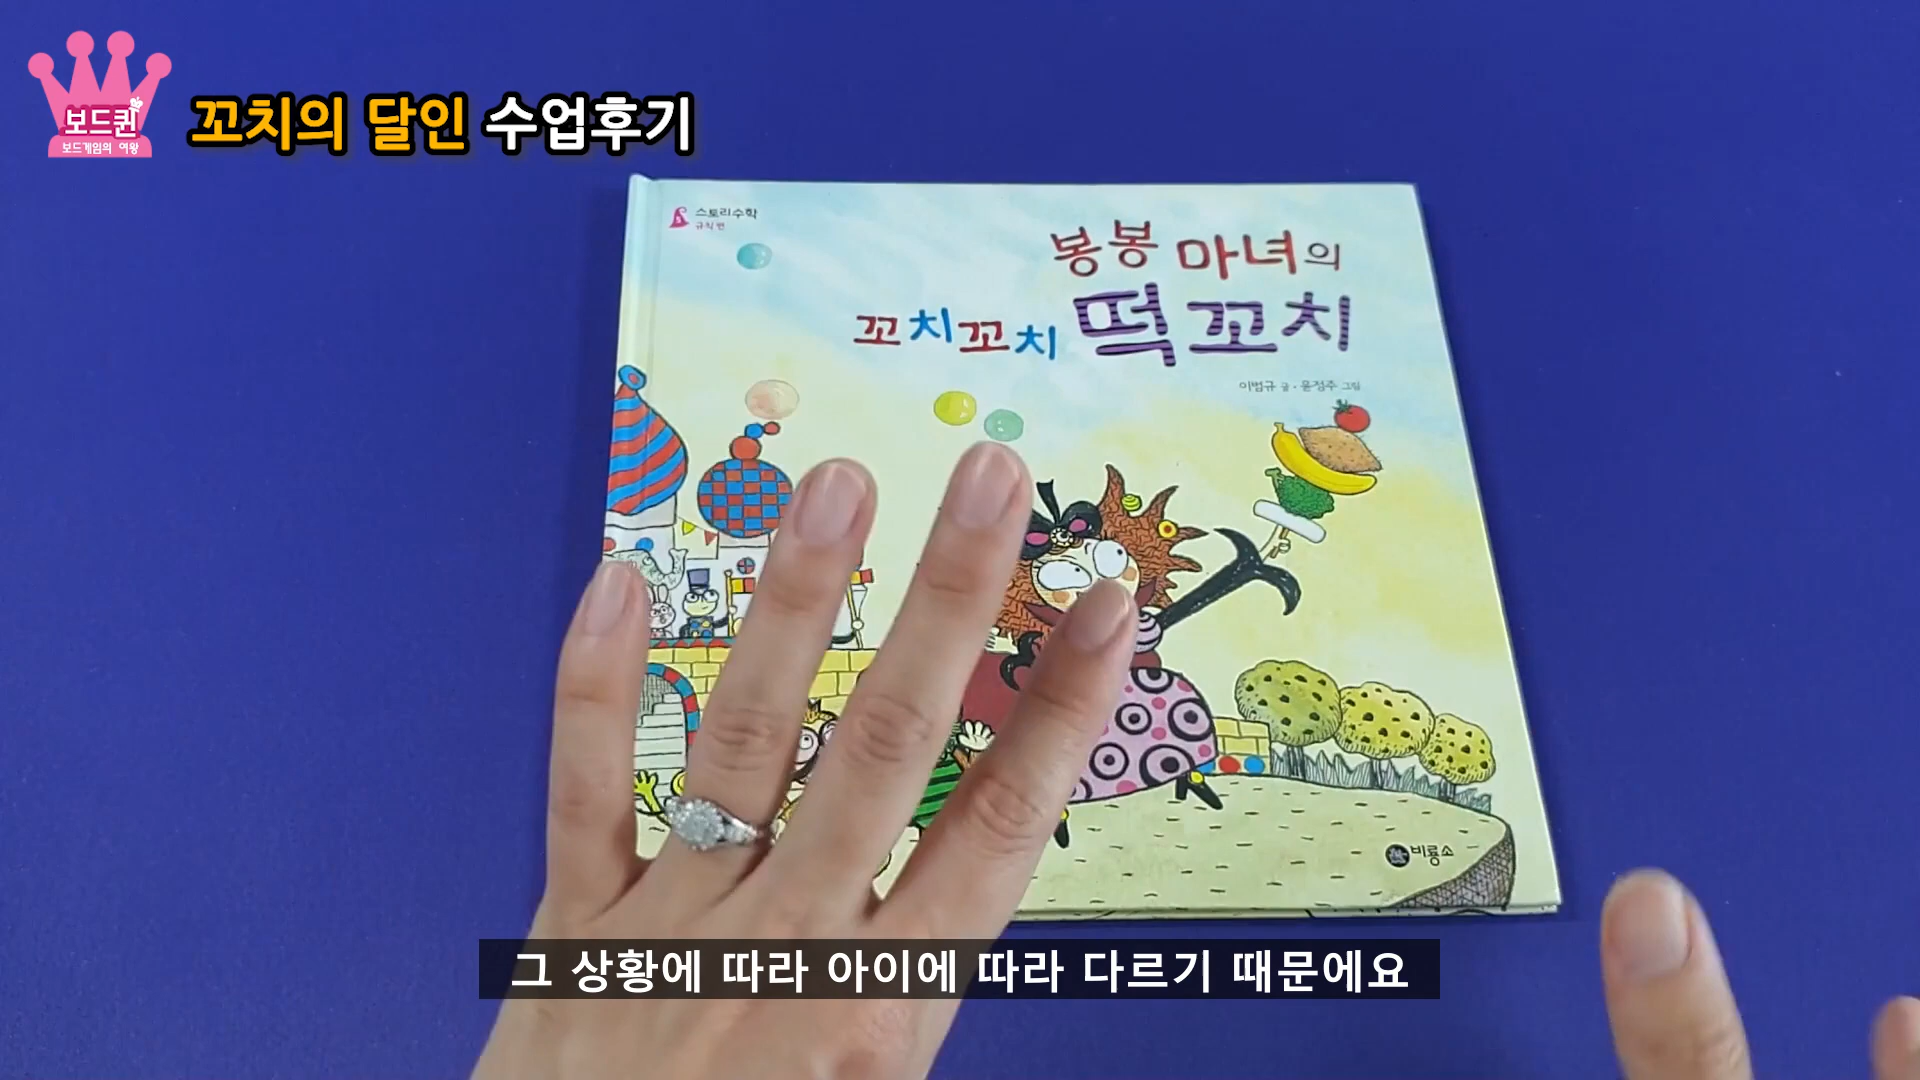 보드퀸
보드게임의 여왕
꼬치의 달인 수업후기
스토리수학
규칙 편
봉봉 마녀의
꼬치꼬치 떡꼬치
이범규 글 · 윤정주 그림
비룡소
그 상황에 따라 아이에 따라 다르기 때문에요